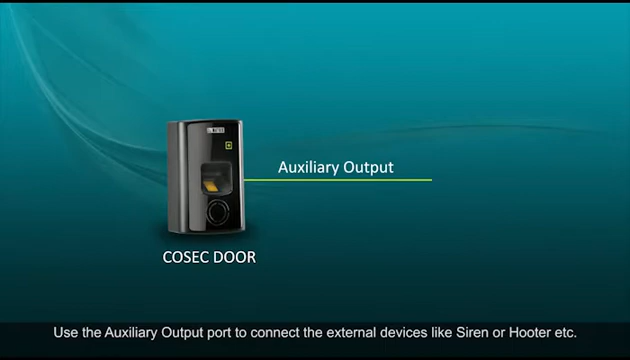 Auxiliary Output
COSEC DOOR
Use the Auxiliary Output port to connect the external devices like Siren or Hooter etc.